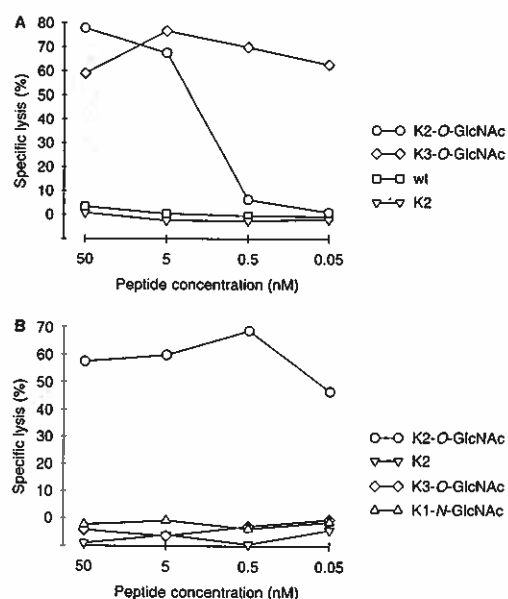 A
Specific lysis (%)
80
70
60
50
40
30
20
10
0
50
5
0.5
0.05
Peptide concentration (nM)
K2-O-GlcNAc
K3-O-GlcNAc
wt
K2
B
Specific lysis (%)
70
60
50
40
30
20
10
0
50
5
0.5
0.05
Peptide concentration (nM)
K2-O-GlcNAc
K2
K3-O-GlcNAc
K1-N-GlcNAc